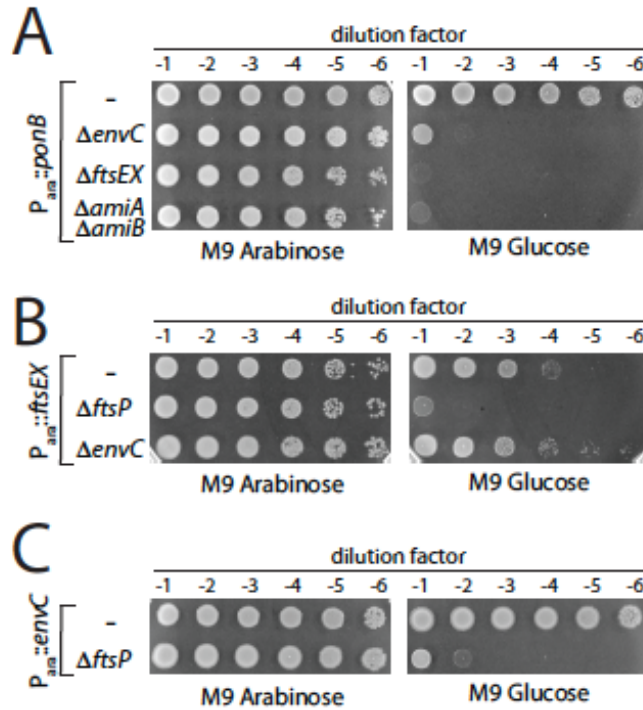 A
dilution factor
-1 -2 -3 -4 -5 -6 -1 -2 -3 -4 -5 -6
Para::ponB
–
ΔenvC
ΔftsEX
ΔamiA
ΔamiB
M9 Arabinose M9 Glucose
B
dilution factor
-1 -2 -3 -4 -5 -6 -1 -2 -3 -4 -5 -6
Para::ftsEX
–
ΔftsP
ΔenvC
M9 Arabinose M9 Glucose
C
dilution factor
-1 -2 -3 -4 -5 -6 -1 -2 -3 -4 -5 -6
Para::envC
–
ΔftsP
M9 Arabinose M9 Glucose